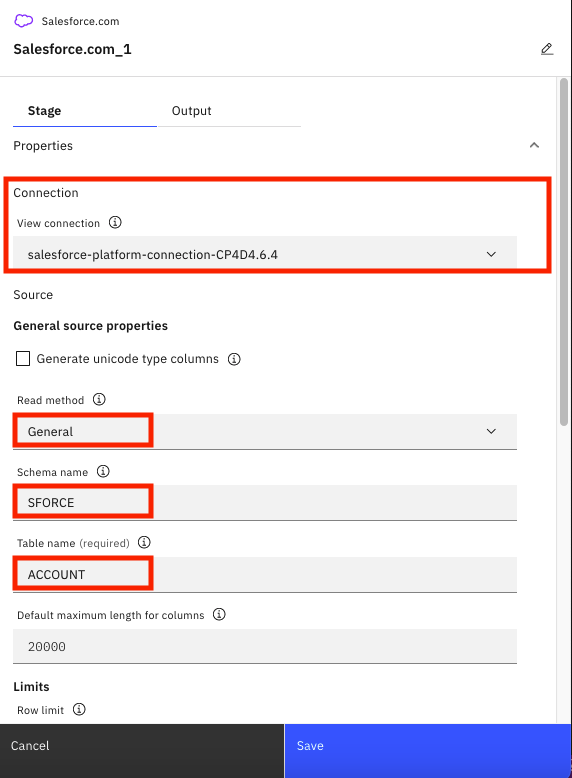 Salesforce.com
Salesforce.com_1
Stage Output
Properties
Connection
View connection
salesforce-platform-connection-CP4D4.6.4
Source
General source properties
Generate unicode type columns
Read method
General
Schema name
SFORCE
Table name (required)
ACCOUNT
Default maximum length for columns
20000
Limits
Row limit
Cancel Save